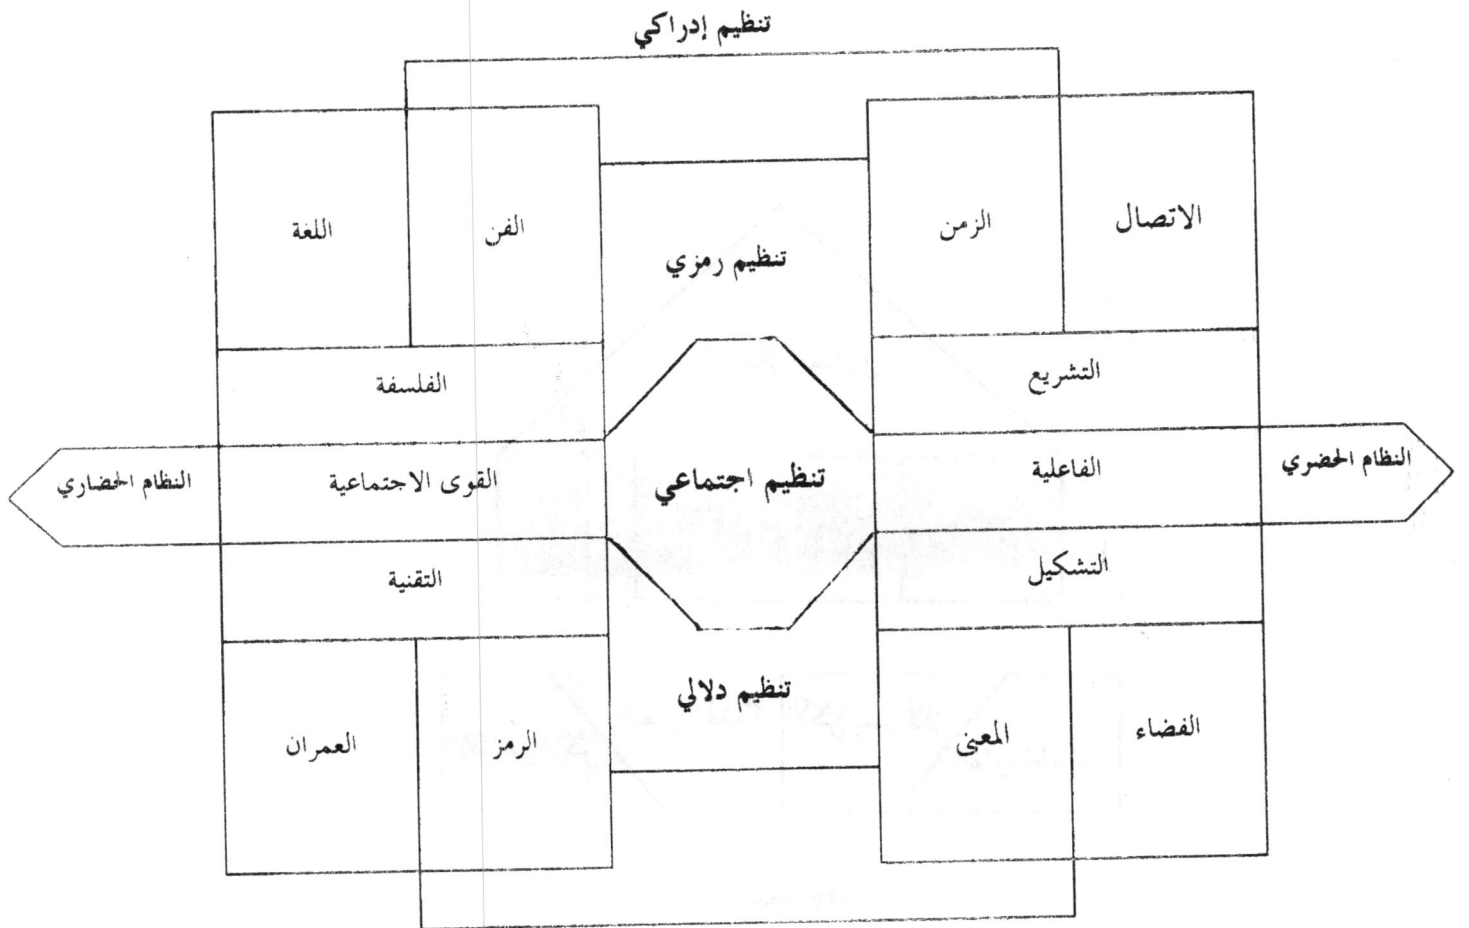 تنظيم إدراكي
الاتصال
الزمن
تنظيم رمزي
الفن
اللغة
التشريع
الفلسفة
النظام الحضري
الفاعلية
تنظيم اجتماعي
القوى الاجتماعية
النظام الحضاري
التشكيل
التقنية
الفضاء
المعنى
تنظيم دلالي
الرمز
العمران